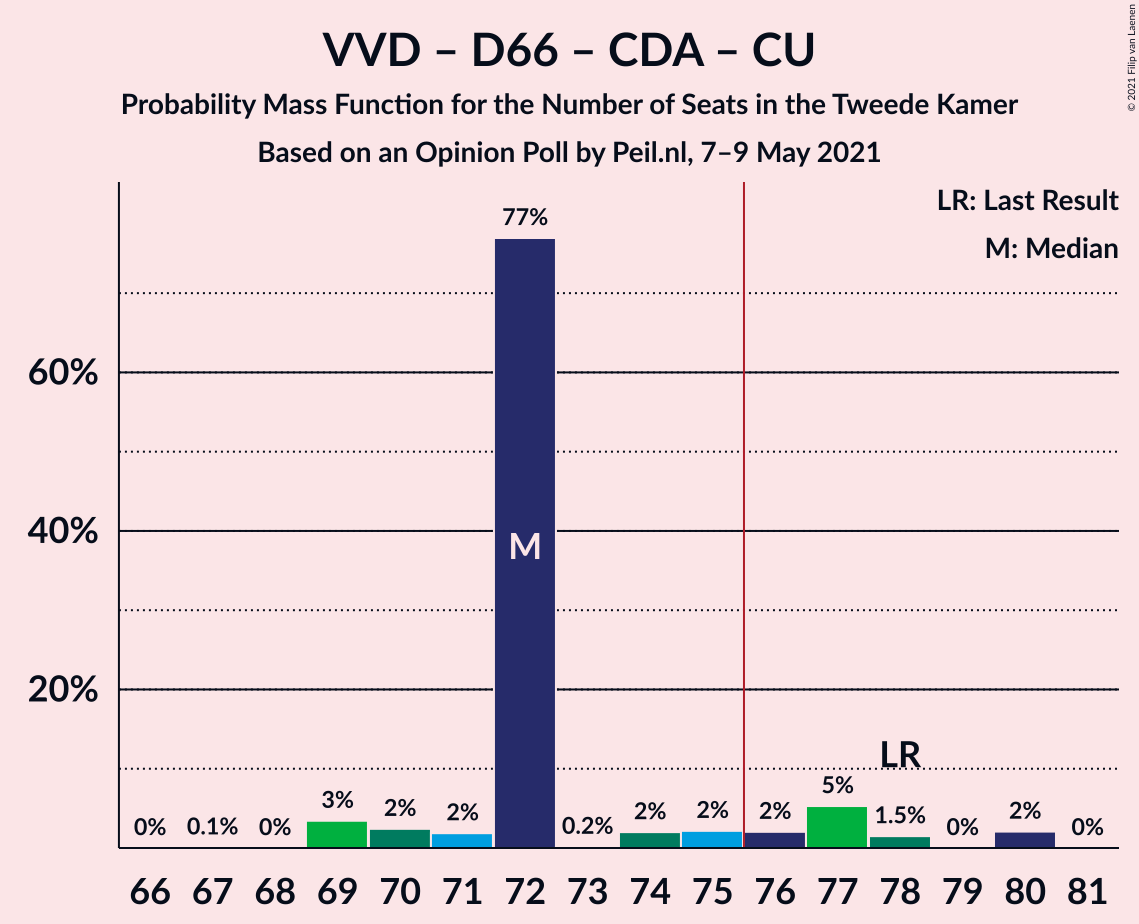 VVD – D66 – CDA – CU
Probability Mass Function for the Number of Seats in the Tweede Kamer
Based on an Opinion Poll by Peil.nl, 7–9 May 2021
© 2021 Filip van Laenen
LR: Last Result
M: Median
60%
40%
20%
0%
0.1%
0%
3%
2%
2%
77%
M
0.2%
2%
2%
2%
5%
LR
1.5%
0%
2%
0%
66 67 68 69 70 71 72 73 74 75 76 77 78 79 80 81